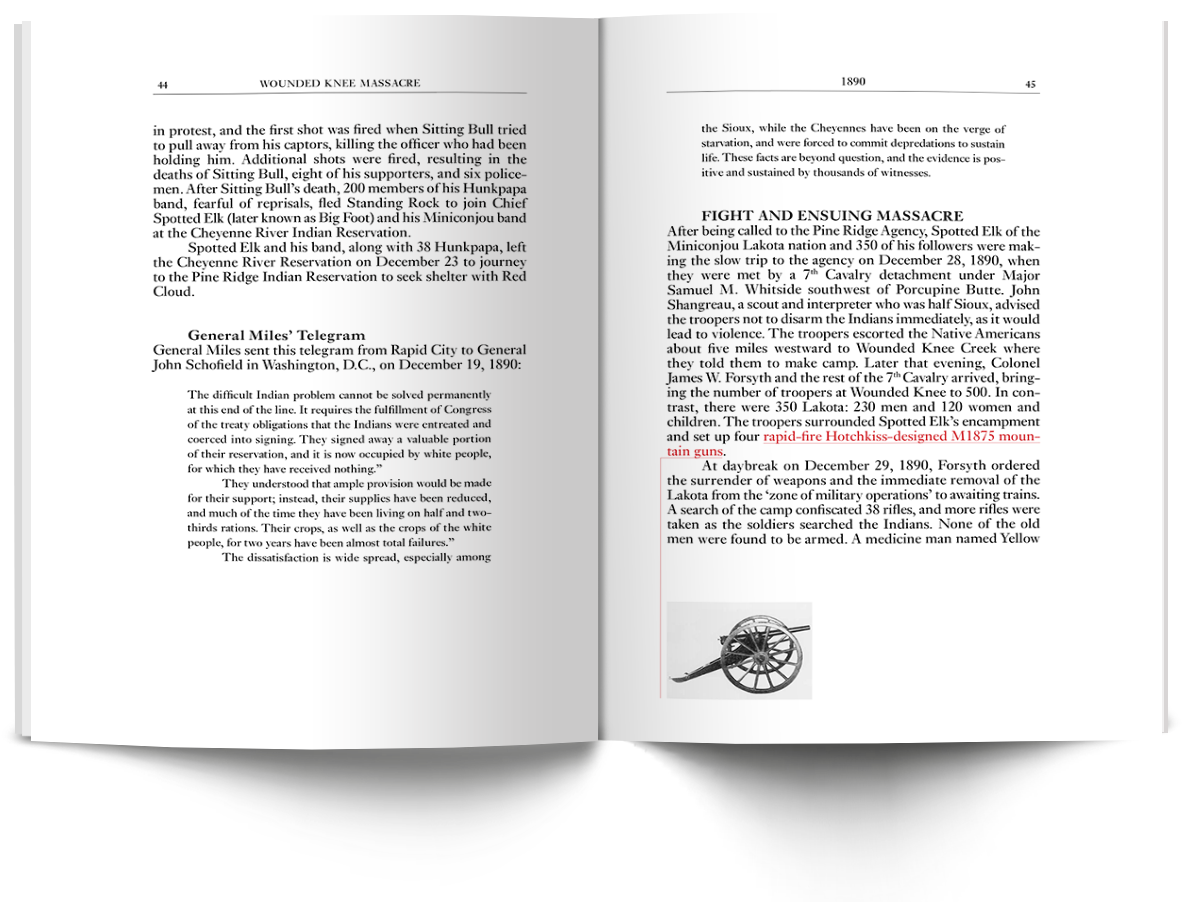 44 WOUNDED KNEE MASSACRE
in protest, and the first shot was fired when Sitting Bull tried
to pull away from his captors, killing the officer who had been
holding him. Additional shots were fired, resulting in the
deaths of Sitting Bull, eight of his supporters, and six police-
men. After Sitting Bull's death, 200 members of his Hunkpapa
band, fearful of reprisals, fled Standing Rock to join Chief
Spotted Elk (later known as Big Foot) and his Miniconjou band
at the Cheyenne River Indian Reservation.
Spotted Elk and his band, along with 38 Hunkpapa, left
the Cheyenne River Reservation on December 23 to journey
to the Pine Ridge Indian Reservation to seek shelter with Red
Cloud.
General Miles' Telegram
General Miles sent this telegram from Rapid City to General
John Schofield in Washington, D.C., on December 19, 1890:
The difficult Indian problem cannot be solved permanently
at this end of the line. It requires the fulfillment of Congress
of the treaty obligations that the Indians were entreated and
coerced into signing. They signed away a valuable portion
of their reservation, and it is now occupied by white people,
for which they have received nothing."
They understood that ample provision would be made
for their support; instead, their supplies have been reduced,
and much of the time they have been living on half and two-
thirds rations. Their crops, as well as the crops of the white
people, for two years have been almost total failures."
The dissatisfaction is wide spread, especially among
1890 45
the Sioux, while the Cheyennes have been on the verge of
starvation, and were forced to commit depredations to sustain
life. These facts are beyond question, and the evidence is pos-
itive and sustained by thousands of witnesses.
FIGHT AND ENSUING MASSACRE
After being called to the Pine Ridge Agency, Spotted Elk of the
Miniconjou Lakota nation and 350 of his followers were mak-
ing the slow trip to the agency on December 28, 1890, when
they were met by a 7th Cavalry detachment under Major
Samuel M. Whitside southwest of Porcupine Butte. John
Shangreau, a scout and interpreter who was half Sioux, advised
the troopers not to disarm the Indians immediately, as it would
lead to violence. The troopers escorted the Native Americans
about five miles westward to Wounded Knee Creek where
they told them to make camp. Later that evening, Colonel
James W. Forsyth and the rest of the 7th Cavalry arrived, bring-
ing the number of troopers at Wounded Knee to 500. In con-
trast, there were 350 Lakota: 230 men and 120 women and
children. The troopers surrounded Spotted Elk's encampment
and set up four rapid-fire Hotchkiss-designed M1875 moun-
tain guns.
At daybreak on December 29, 1890, Forsyth ordered
the surrender of weapons and the immediate removal of the
Lakota from the 'zone of military operations' to awaiting trains.
A search of the camp confiscated 38 rifles, and more rifles were
taken as the soldiers searched the Indians. None of the old
men were found to be armed. A medicine man named Yellow